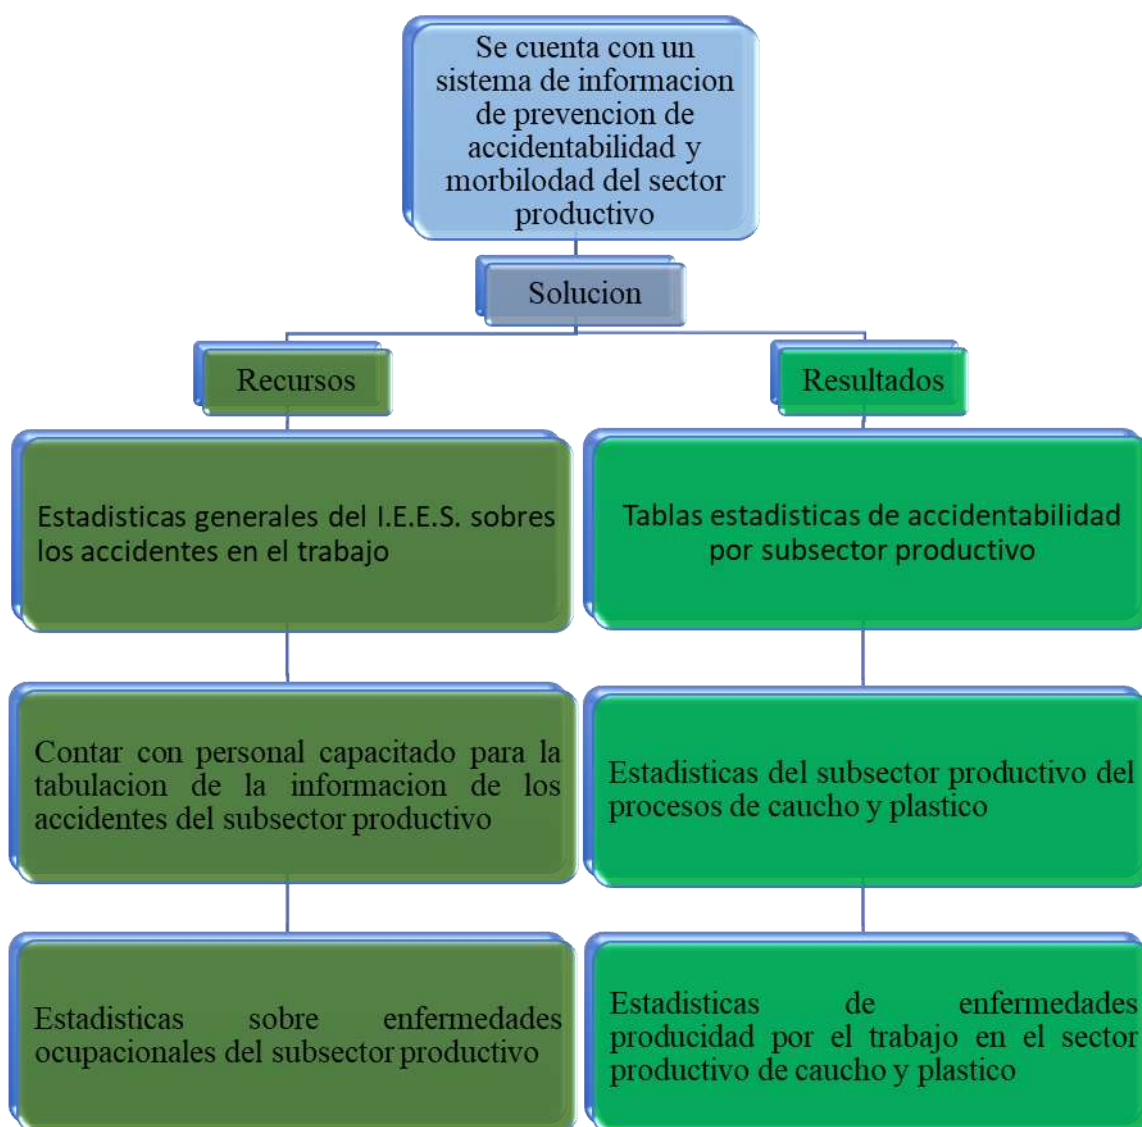 Se cuenta con un
sistema de informacion
de prevencion de
accidentabilidad y
morbilodad del sector
productivo
Solucion
Recursos
Resultados
Estadisticas generales del I.E.E.S. sobres
los accidentes en el trabajo
Tablas estadisticas de accidentabilidad
por subsector productivo
Contar con personal capacitado para la
tabulacion de la informacion de los
accidentes del subsector productivo
Estadisticas del subsector productivo del
procesos de caucho y plastico
Estadisticas sobre enfermedades
ocupacionales del subsector productivo
Estadisticas de enfermedades
producidad por el trabajo en el sector
productivo de caucho y plastico